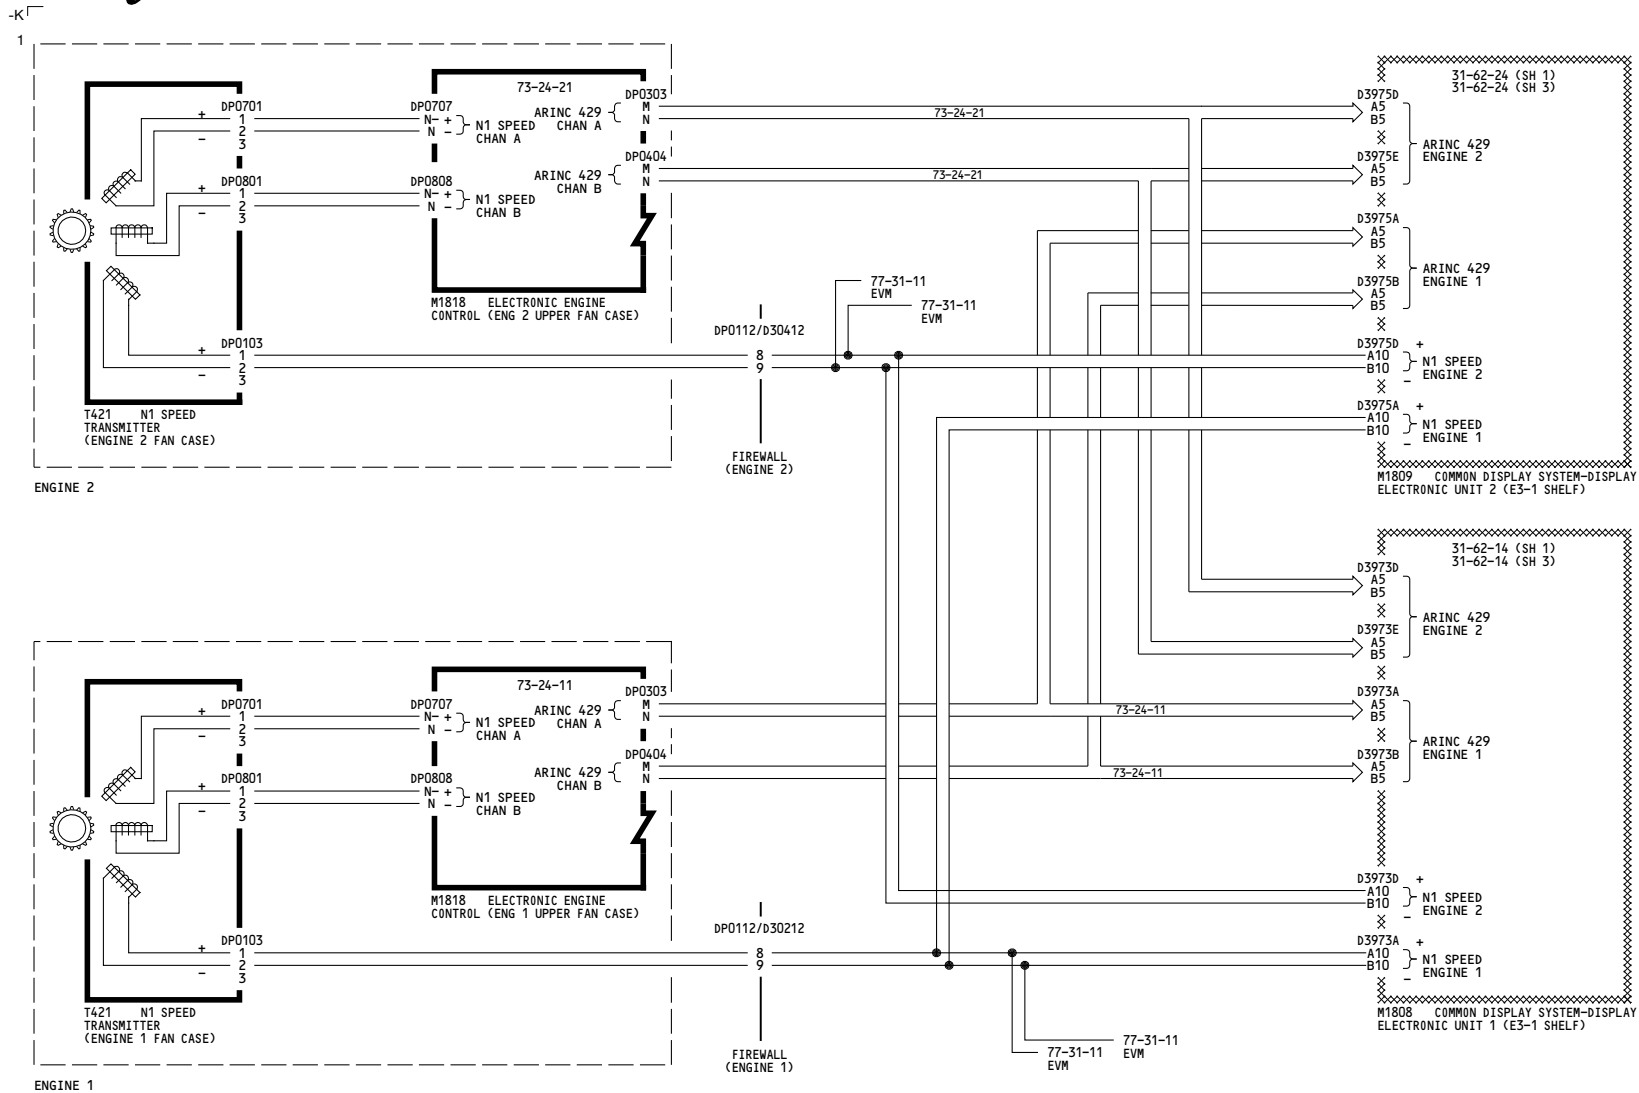 -K
1
73-24-21
DP0701
+ 1
2
- 3
DP0707
N- +
N -
N1 SPEED
CHAN A
ARINC 429
CHAN A
DP0303
M
N
73-24-21
DP0801
+ 1
2
- 3
DP0808
N- +
N -
N1 SPEED
CHAN B
ARINC 429
CHAN B
DP0404
M
N
73-24-21
M1818 ELECTRONIC ENGINE
CONTROL (ENG 2 UPPER FAN CASE)
DP0103
+ 1
2
- 3
T421 N1 SPEED
TRANSMITTER
(ENGINE 2 FAN CASE)
ENGINE 2
DP0112/D30412
8
9
FIREWALL
(ENGINE 2)
77-31-11
EVM
77-31-11
EVM
31-62-24 (SH 1)
31-62-24 (SH 3)
D3975D
A5
B5
D3975E
A5
B5
ARINC 429
ENGINE 2
D3975A
A5
B5
D3975B
A5
B5
ARINC 429
ENGINE 1
D3975D +
A10
B10
-
N1 SPEED
ENGINE 2
D3975A +
A10
B10
-
N1 SPEED
ENGINE 1
M1809 COMMON DISPLAY SYSTEM-DISPLAY
ELECTRONIC UNIT 2 (E3-1 SHELF)
73-24-11
DP0701
+ 1
2
- 3
DP0707
N- +
N -
N1 SPEED
CHAN A
ARINC 429
CHAN A
DP0303
M
N
73-24-11
DP0801
+ 1
2
- 3
DP0808
N- +
N -
N1 SPEED
CHAN B
ARINC 429
CHAN B
DP0404
M
N
73-24-11
M1818 ELECTRONIC ENGINE
CONTROL (ENG 1 UPPER FAN CASE)
DP0103
+ 1
2
- 3
T421 N1 SPEED
TRANSMITTER
(ENGINE 1 FAN CASE)
ENGINE 1
DP0112/D30212
8
9
FIREWALL
(ENGINE 1)
77-31-11
EVM
77-31-11
EVM
31-62-14 (SH 1)
31-62-14 (SH 3)
D3973D
A5
B5
D3973E
A5
B5
ARINC 429
ENGINE 2
D3973A
A5
B5
D3973B
A5
B5
ARINC 429
ENGINE 1
D3973D +
A10
B10
-
N1 SPEED
ENGINE 2
D3973A +
A10
B10
-
N1 SPEED
ENGINE 1
M1808 COMMON DISPLAY SYSTEM-DISPLAY
ELECTRONIC UNIT 1 (E3-1 SHELF)